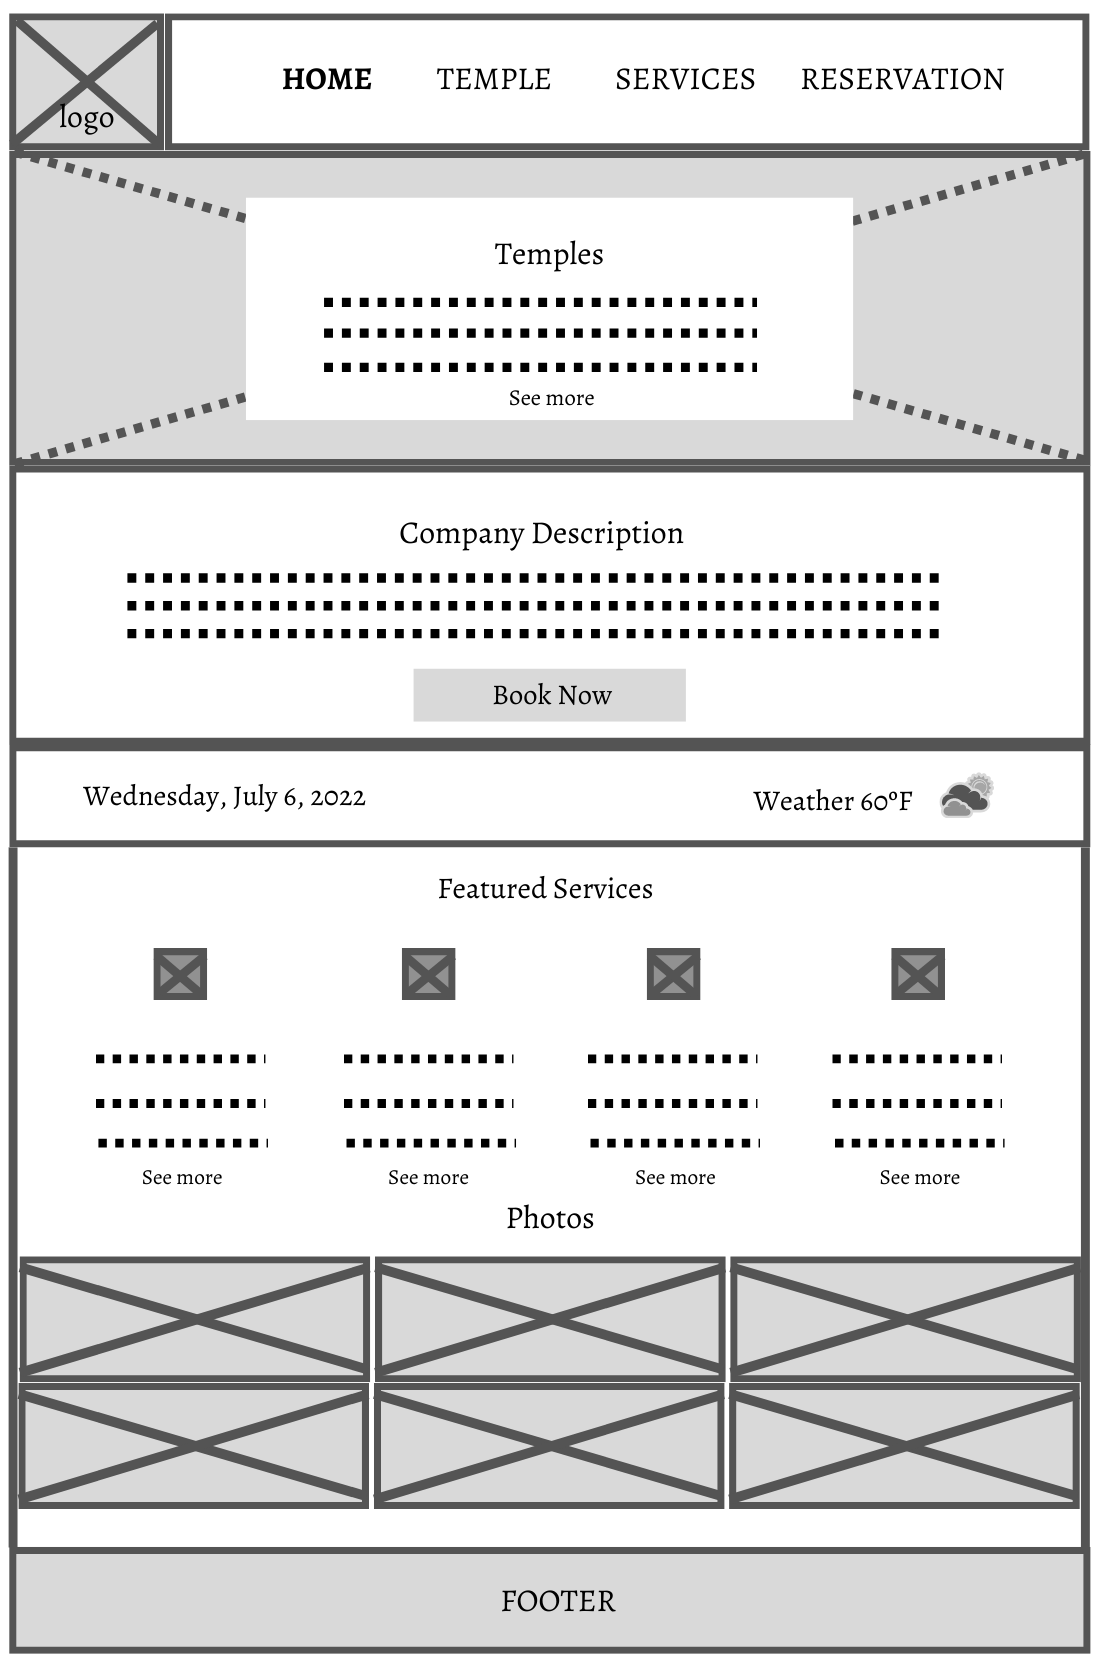 logo
HOME TEMPLE SERVICES RESERVATION
Temples
See more
Company Description
Book Now
Wednesday, July 6, 2022
Weather 60ºF
Featured Services
See more See more See more See more
Photos
FOOTER